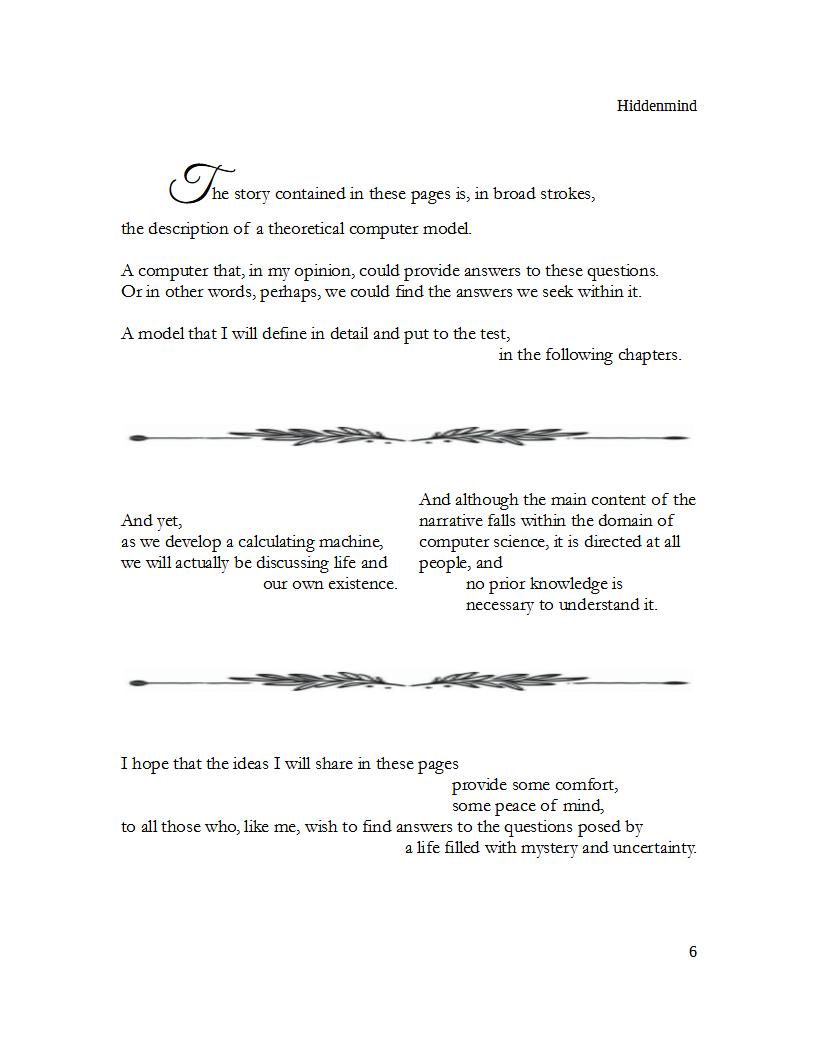 Hiddenmind
The story contained in these pages is, in broad strokes,
the description of a theoretical computer model.
A computer that, in my opinion, could provide answers to these questions.
Or in other words, perhaps, we could find the answers we seek within it.
A model that I will define in detail and put to the test,
in the following chapters.
And yet,
as we develop a calculating machine,
we will actually be discussing life and
our own existence.
And although the main content of the
narrative falls within the domain of
computer science, it is directed at all
people, and
no prior knowledge is
necessary to understand it.
I hope that the ideas I will share in these pages
provide some comfort,
some peace of mind,
to all those who, like me, wish to find answers to the questions posed by
a life filled with mystery and uncertainty.
6